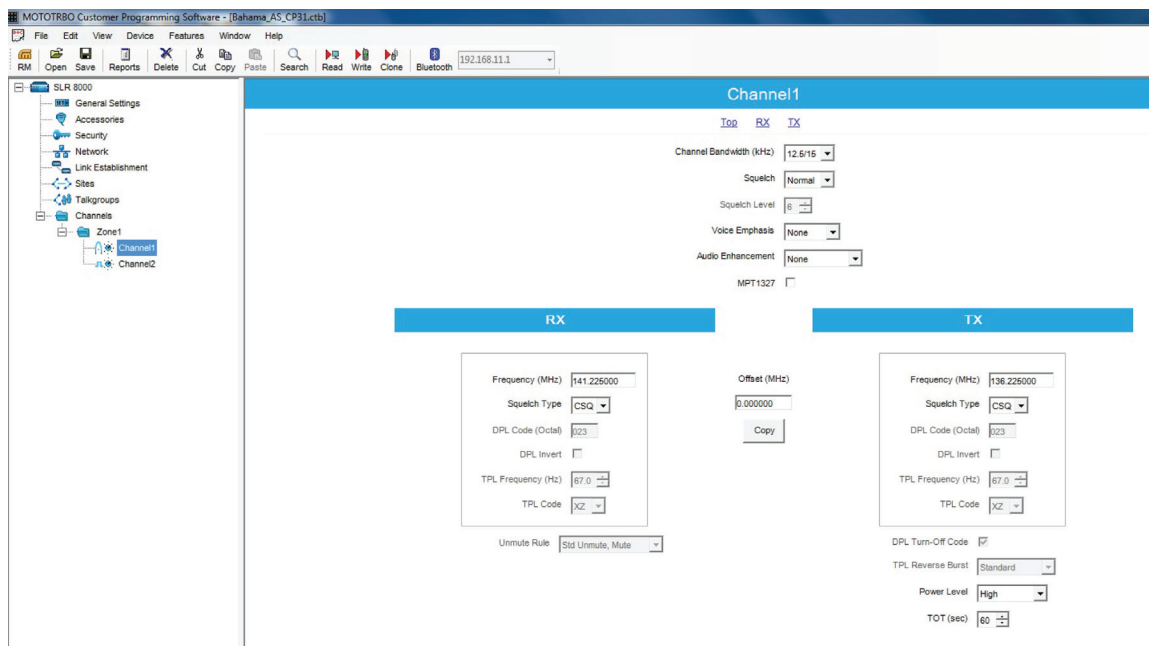 MOTOTRBO Customer Programming Software - [Bahama_AS_CP31.ctb]
File Edit View Device Features Window Help
RM Open Save Reports Delete Cut Copy Paste Search Read Write Clone Bluetooth 192.168.11.1
SLR 8000
General Settings
Accessories
Security
Network
Link Establishment
Sites
Talkgroups
Channels
Zone1
Channel1
Channel2
Channel1
Top RX TX
Channel Bandwidth (kHz) 12.5/15
Squelch Normal
Squelch Level 6
Voice Emphasis None
Audio Enhancement None
MPT1327
RX
Frequency (MHz) 141.225000
Squelch Type CSQ
DPL Code (Octal) 023
DPL Invert
TPL Frequency (Hz) 67.0
TPL Code XZ
Unmute Rule Std Unmute, Mute
Offset (MHz)
0.000000
Copy
TX
Frequency (MHz) 136.225000
Squelch Type CSQ
DPL Code (Octal) 023
DPL Invert
TPL Frequency (Hz) 67.0
TPL Code XZ
DPL Turn-Off Code
TPL Reverse Burst Standard
Power Level High
TOT (sec) 60